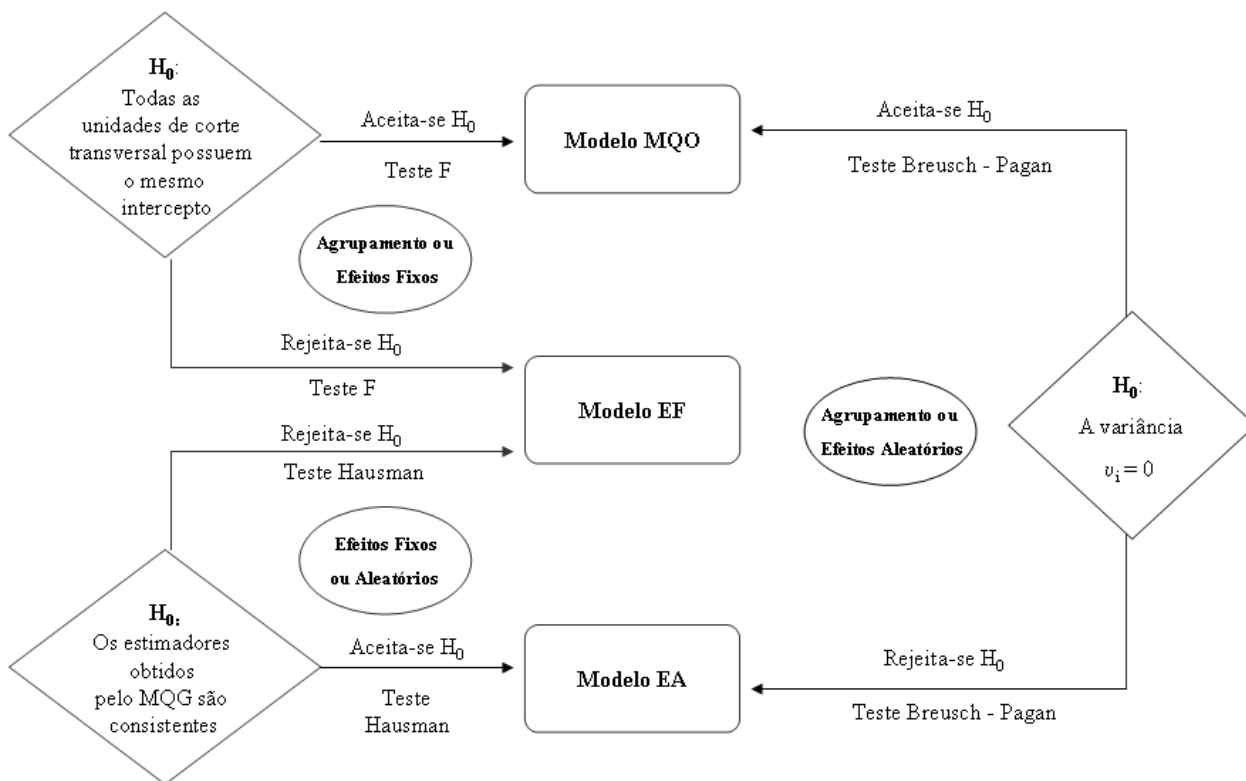 H0:
Todas as
unidades de corte
transversal possuem
o mesmo
intercepto
Aceita-se H0
Teste F
Modelo MQO
Aceita-se H0
Teste Breusch - Pagan
Agrupamento ou
Efeitos Fixos
Rejeita-se H0
Teste F
Modelo EF
Rejeita-se H0
Teste Hausman
Agrupamento ou
Efeitos Aleatórios
H0:
A variância
υi = 0
Efeitos Fixos
ou Aleatórios
H0:
Os estimadores
obtidos
pelo MQG são
consistentes
Aceita-se H0
Teste
Hausman
Modelo EA
Rejeita-se H0
Teste Breusch - Pagan